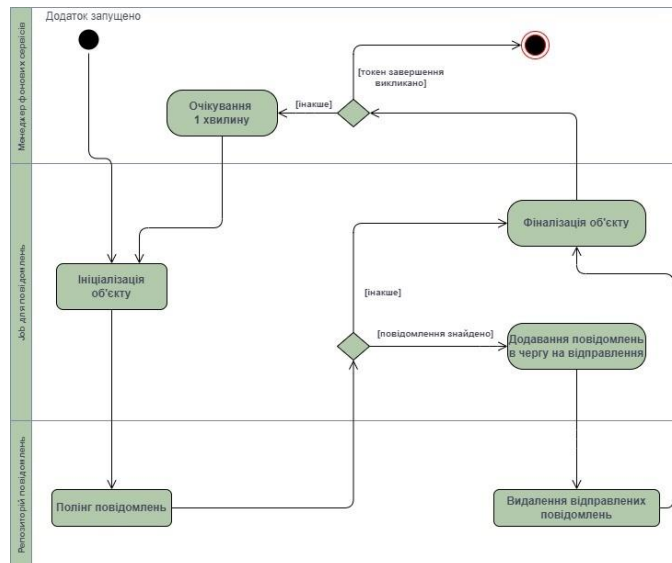 Додаток запущено
Менеджер фонових сервісів
[токен завершення
викликано]
[інакше]
Очікування
1 хвилину
Job для повідомлень
Фіналізація об'єкту
Ініціалізація
об'єкту
[інакше]
[повідомлення знайдено]
Додавання повідомлень
в чергу на відправлення
Репозиторій повідомлень
Полінг повідомлень
Видалення відправлених
повідомлень